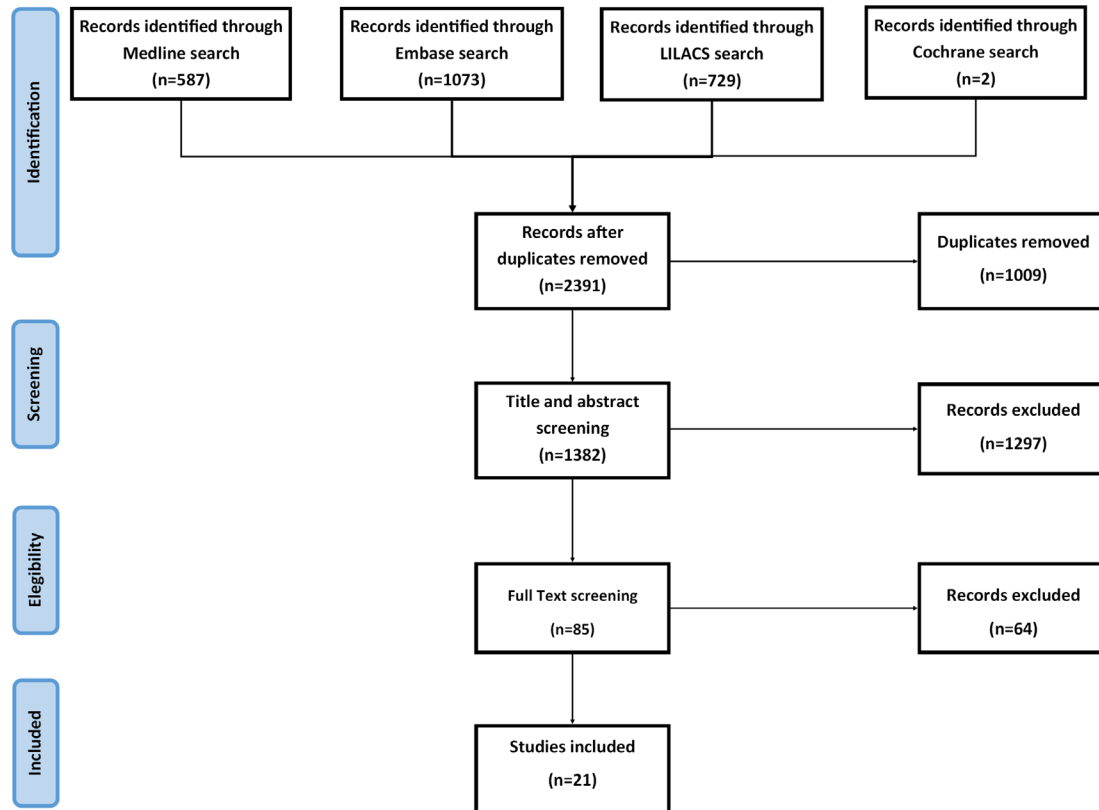 Identification
Records identified through
Medline search
(n=587)
Records identified through
Embase search
(n=1073)
Records identified through
LILACS search
(n=729)
Records identified through
Cochrane search
(n=2)
Records after
duplicates removed
(n=2391)
Duplicates removed
(n=1009)
Screening
Title and abstract
screening
(n=1382)
Records excluded
(n=1297)
Elegibility
Full Text screening
(n=85)
Records excluded
(n=64)
Included
Studies included
(n=21)